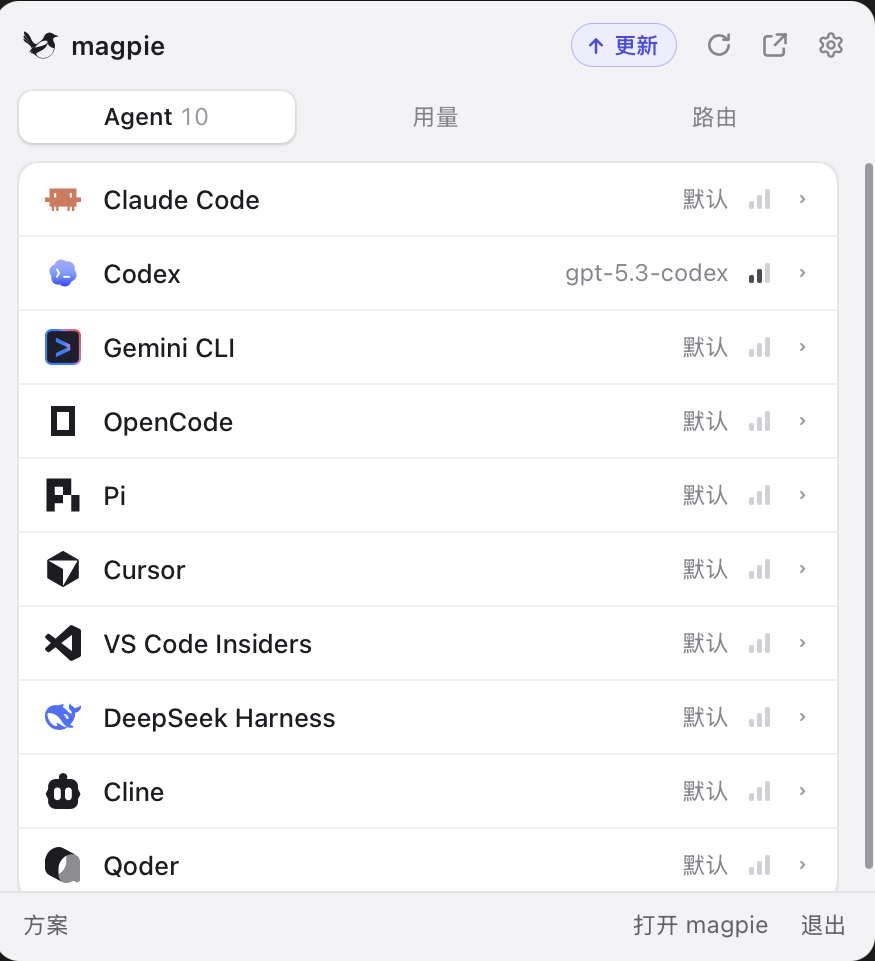 magpie 更新
Agent 10 用量 路由
Claude Code 默认
Codex gpt-5.3-codex
Gemini CLI 默认
OpenCode 默认
Pi 默认
Cursor 默认
VS Code Insiders 默认
DeepSeek Harness 默认
Cline 默认
Qoder 默认
方案 打开 magpie 退出